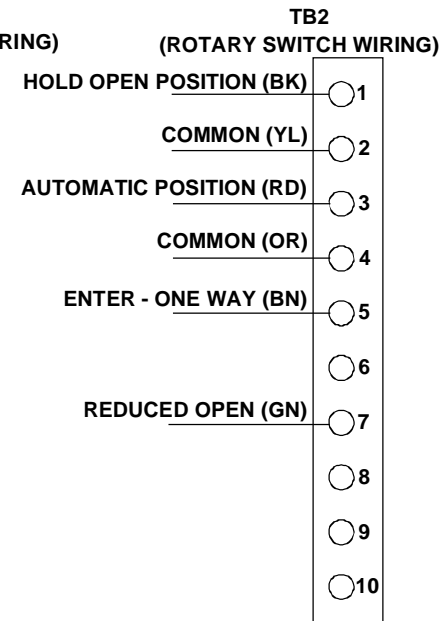 TB2
RING) (ROTARY SWITCH WIRING)
HOLD OPEN POSITION (BK) 1
COMMON (YL) 2
AUTOMATIC POSITION (RD) 3
COMMON (OR) 4
ENTER - ONE WAY (BN) 5
6
REDUCED OPEN (GN) 7
8
9
10